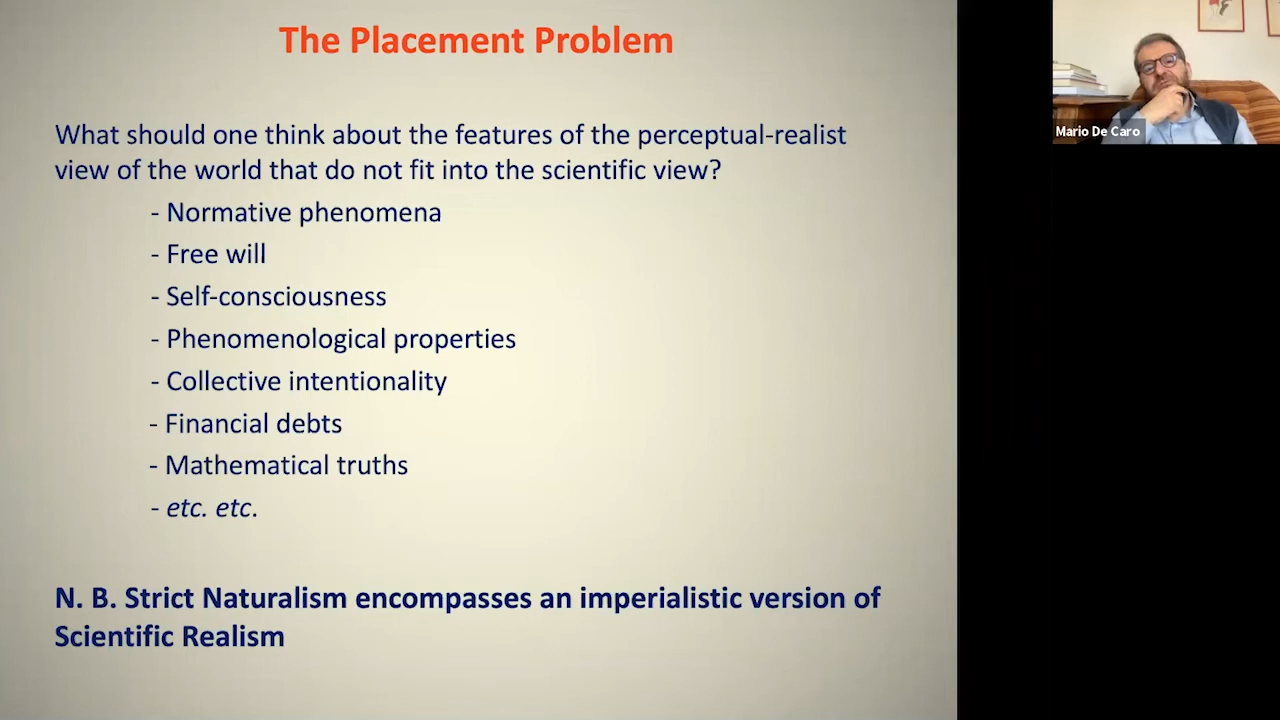 The Placement Problem
What should one think about the features of the perceptual-realist
view of the world that do not fit into the scientific view?
- Normative phenomena
- Free will
- Self-consciousness
- Phenomenological properties
- Collective intentionality
- Financial debts
- Mathematical truths
- etc. etc.
N. B. Strict Naturalism encompasses an imperialistic version of
Scientific Realism
Mario De Caro